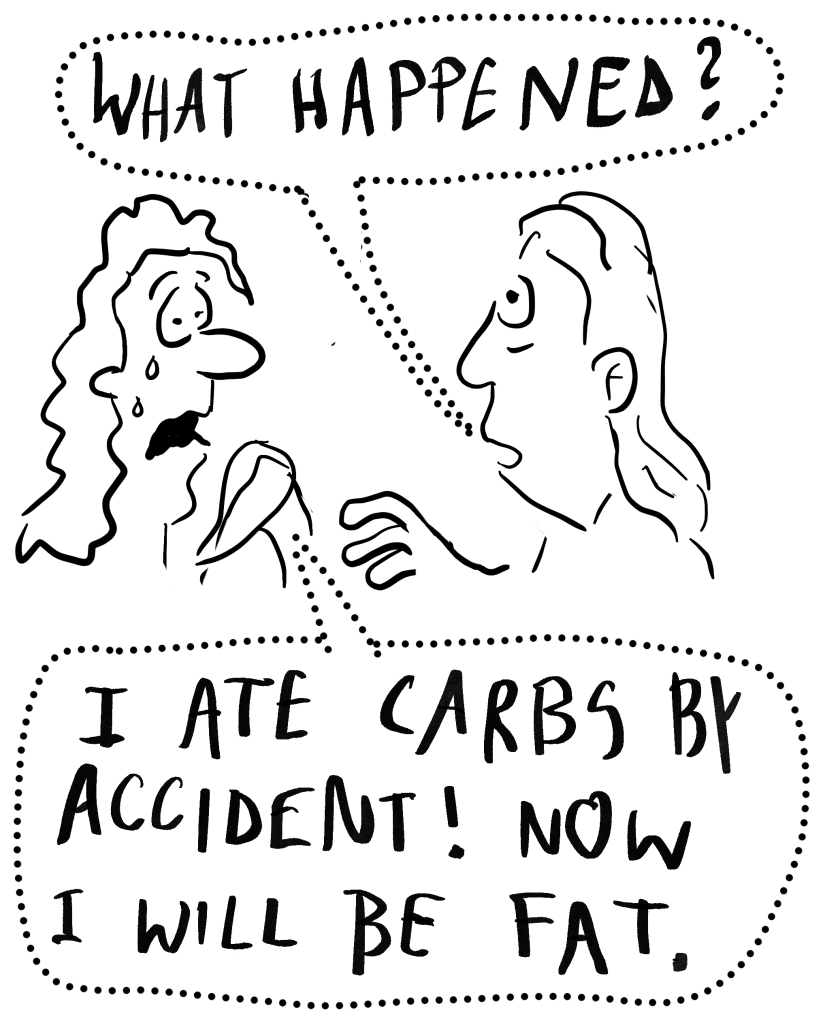 WHAT HAPPENED?
I ATE CARBS BY
ACCIDENT! NOW
I WILL BE FAT.